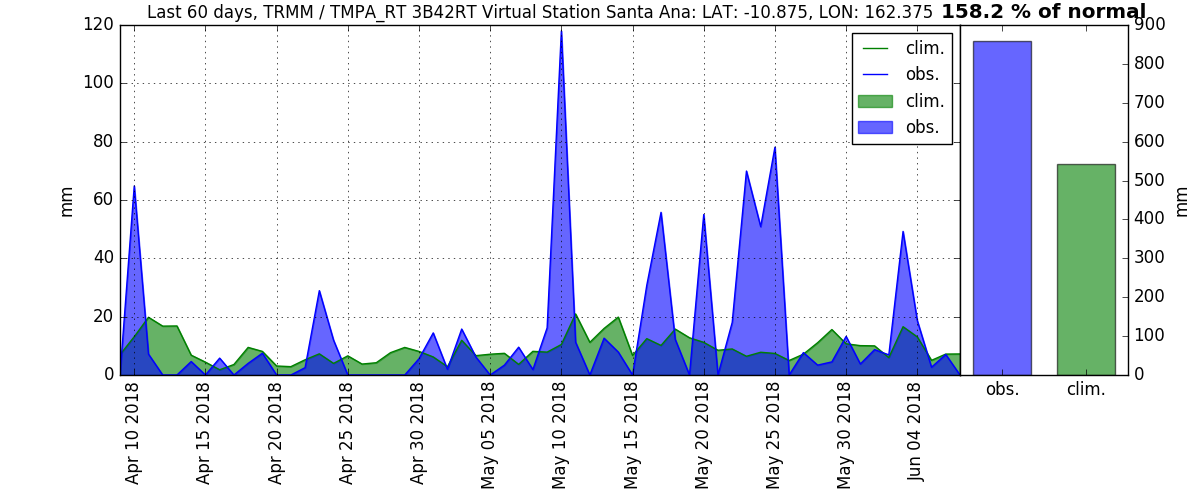 Last 60 days, TRMM / TMPA_RT 3B42RT Virtual Station Santa Ana: LAT: -10.875, LON: 162.375 158.2 % of normal
120
100
80
60
40
20
0
mm
clim.
obs.
clim.
obs.
900
800
700
600
500
400
300
200
100
0
mm
Apr 10 2018
Apr 15 2018
Apr 20 2018
Apr 25 2018
Apr 30 2018
May 05 2018
May 10 2018
May 15 2018
May 20 2018
May 25 2018
May 30 2018
Jun 04 2018
obs.
clim.